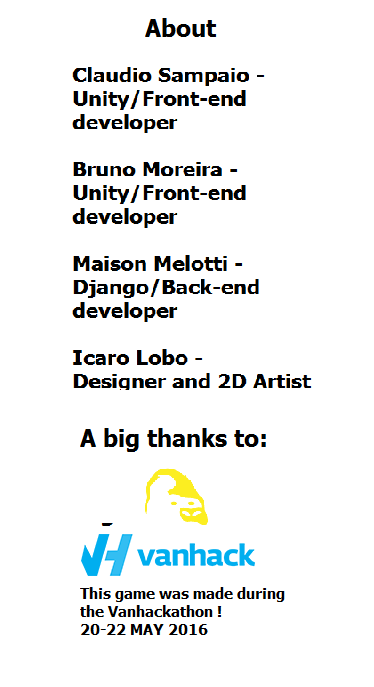 About
Claudio Sampaio -
Unity/Front-end
developer
Bruno Moreira -
Unity/Front-end
developer
Maison Melotti -
Django/Back-end
developer
Icaro Lobo -
Designer and 2D Artist
A big thanks to:
vanhack
This game was made during
the Vanhackathon !
20-22 MAY 2016